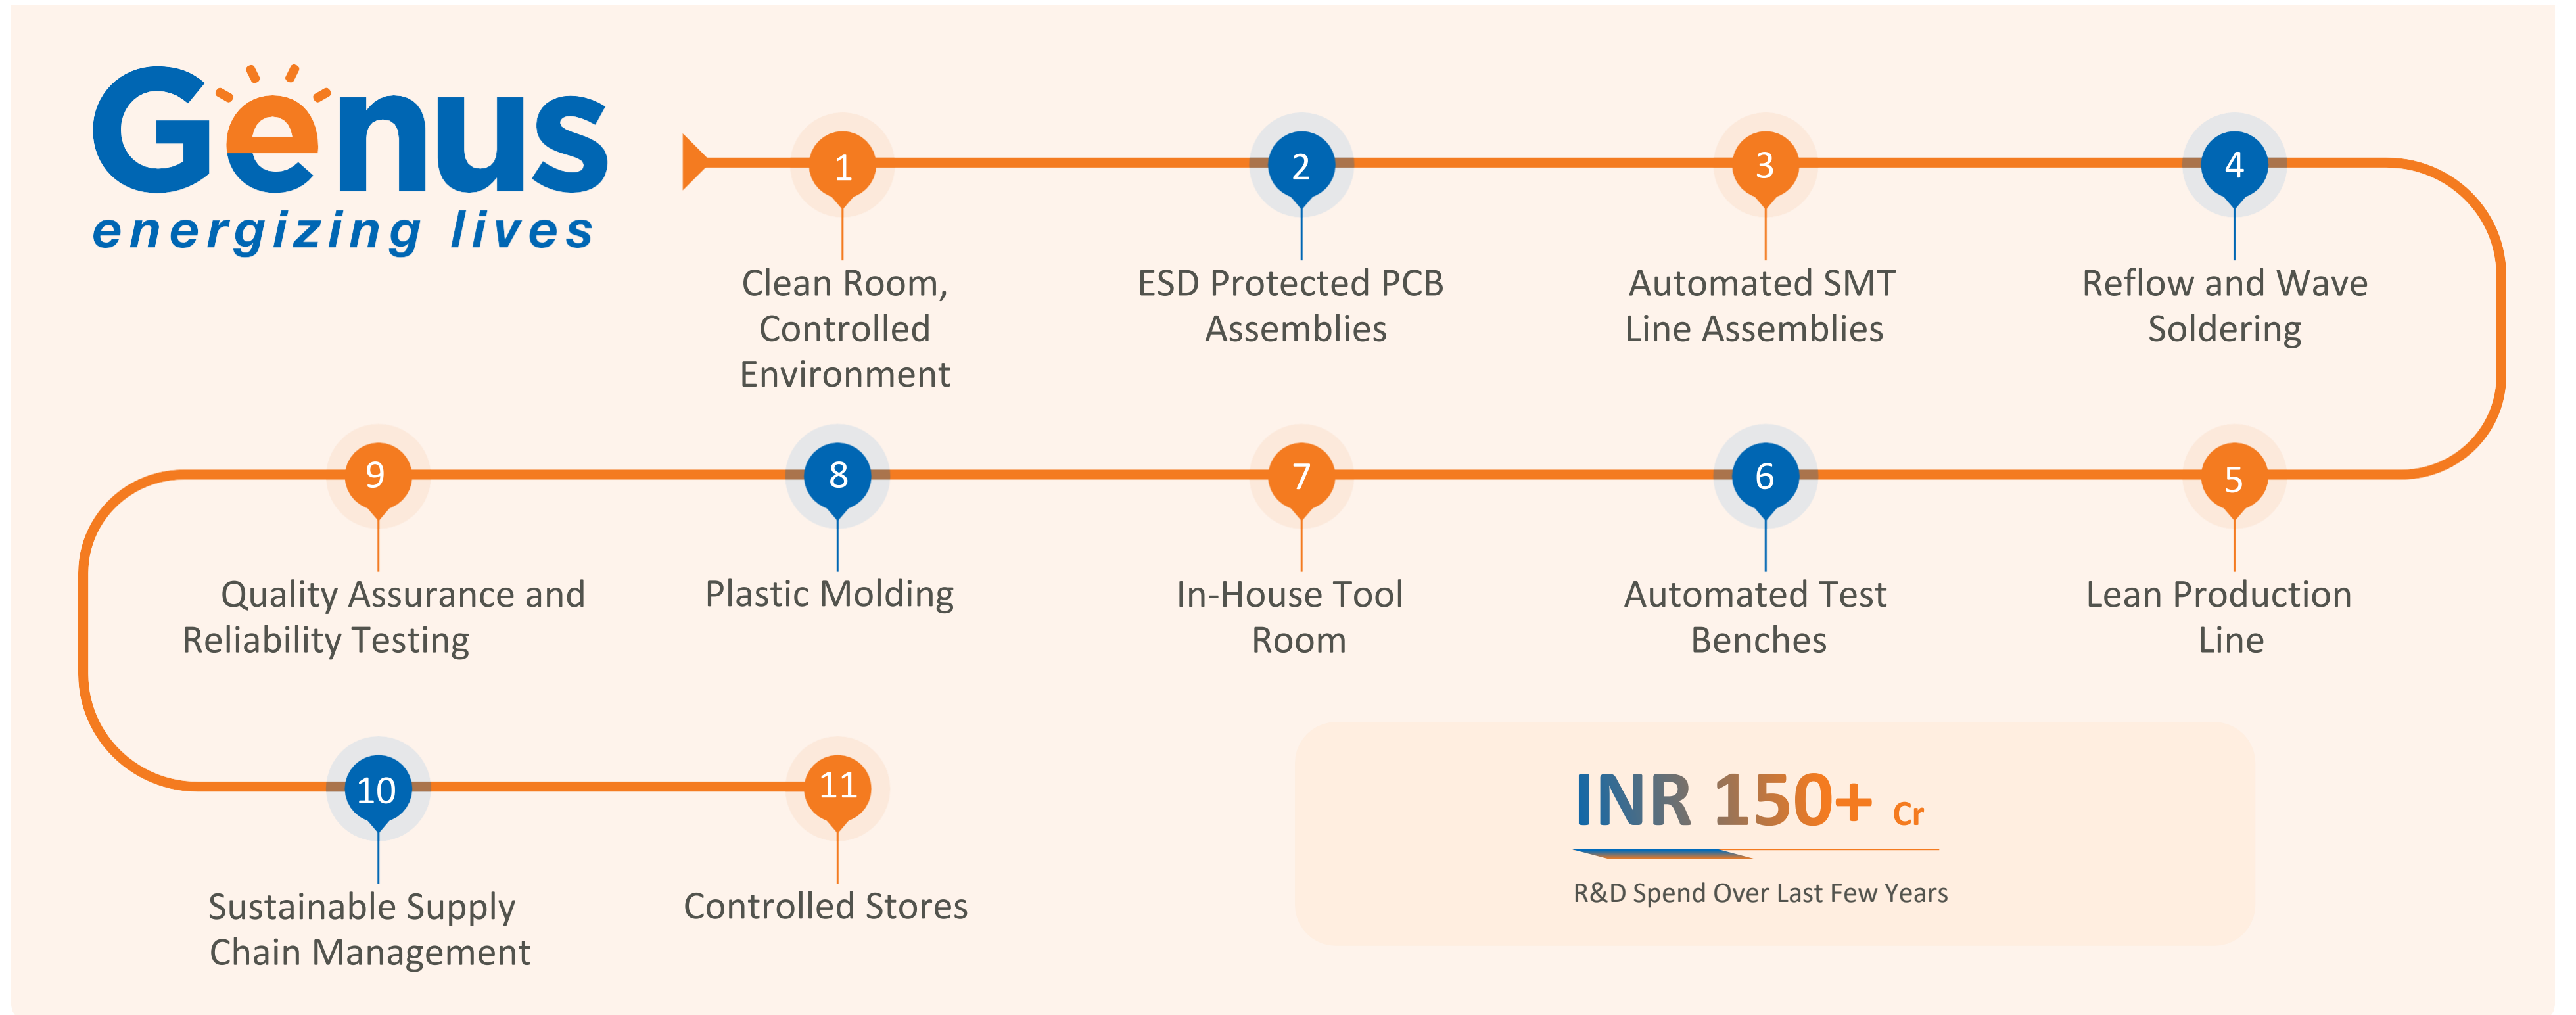 Genus
energizing lives
1
Clean Room,
Controlled
Environment
2
ESD Protected PCB
Assemblies
3
Automated SMT
Line Assemblies
4
Reflow and Wave
Soldering
5
Lean Production
Line
6
Automated Test
Benches
7
In-House Tool
Room
8
Plastic Molding
9
Quality Assurance and
Reliability Testing
10
Sustainable Supply
Chain Management
11
Controlled Stores
INR 150+ Cr
R&D Spend Over Last Few Years